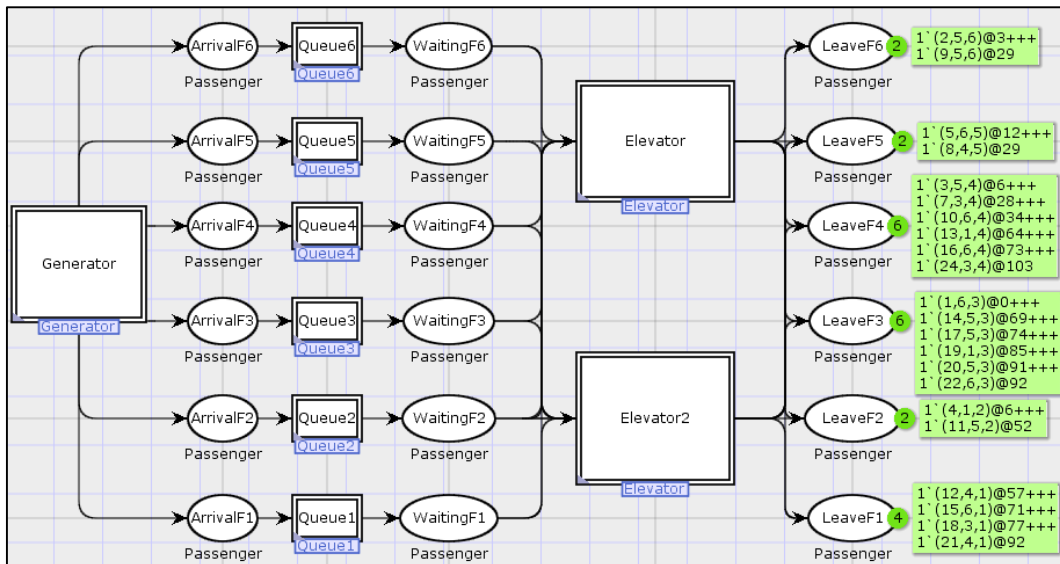 ArrivalF6
Passenger
Queue6
Queue6
WaitingF6
Passenger
LeaveF6
2
Passenger
1`(2,5,6)@3+++
1`(9,5,6)@29
ArrivalF5
Passenger
Queue5
Queue5
WaitingF5
Passenger
Elevator
Elevator
LeaveF5
2
Passenger
1`(5,6,5)@12+++
1`(8,4,5)@29
Generator
Generator
ArrivalF4
Passenger
Queue4
Queue4
WaitingF4
Passenger
LeaveF4
6
Passenger
1`(3,5,4)@6+++
1`(7,3,4)@28+++
1`(10,6,4)@34+++
1`(13,1,4)@64+++
1`(16,6,4)@73+++
1`(24,3,4)@103
ArrivalF3
Passenger
Queue3
Queue3
WaitingF3
Passenger
LeaveF3
6
Passenger
1`(1,6,3)@0+++
1`(14,5,3)@69+++
1`(17,5,3)@74+++
1`(19,1,3)@85+++
1`(20,5,3)@91+++
1`(22,6,3)@92
ArrivalF2
Passenger
Queue2
Queue2
WaitingF2
Passenger
Elevator2
Elevator
LeaveF2
2
Passenger
1`(4,1,2)@6+++
1`(11,5,2)@52
ArrivalF1
Passenger
Queue1
Queue1
WaitingF1
Passenger
LeaveF1
4
Passenger
1`(12,4,1)@57+++
1`(15,6,1)@71+++
1`(18,3,1)@77+++
1`(21,4,1)@92